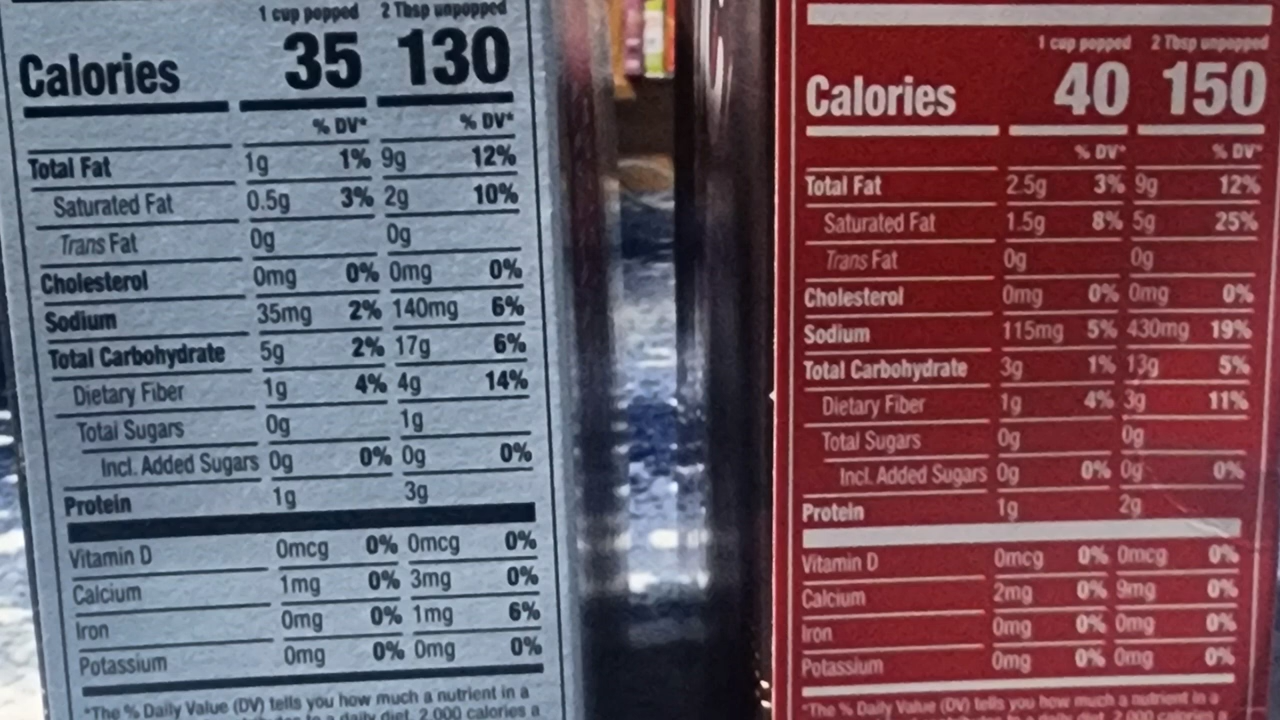 1 cup popped 2 Tbsp unpopped
Calories 35 130
% DV* % DV*
Total Fat 1g 1% 9g 12%
Saturated Fat 0.5g 3% 2g 10%
Trans Fat 0g 0g
Cholesterol 0mg 0% 0mg 0%
Sodium 35mg 2% 140mg 6%
Total Carbohydrate 5g 2% 17g 6%
Dietary Fiber 1g 4% 4g 14%
Total Sugars 0g 1g
Incl. Added Sugars 0g 0% 0g 0%
Protein 1g 3g
Vitamin D 0mcg 0% 0mcg 0%
Calcium 1mg 0% 3mg 0%
Iron 0mg 0% 1mg 6%
Potassium 0mg 0% 0mg 0%
*The % Daily Value (DV) tells you how much a nutrient in a
to a daily diet. 2,000 calories a
1 cup popped 2 Tbsp unpopped
Calories 40 150
% DV* % DV*
Total Fat 2.5g 3% 9g 12%
Saturated Fat 1.5g 8% 5g 25%
Trans Fat 0g 0g
Cholesterol 0mg 0% 0mg 0%
Sodium 115mg 5% 430mg 19%
Total Carbohydrate 3g 1% 13g 5%
Dietary Fiber 1g 4% 3g 11%
Total Sugars 0g 0g
Incl. Added Sugars 0g 0% 0g 0%
Protein 1g 2g
Vitamin D 0mcg 0% 0mcg 0%
Calcium 2mg 0% 9mg 0%
Iron 0mg 0% 0mg 0%
Potassium 0mg 0% 0mg 0%
*The % Daily Value (DV) tells you how much a nutrient in a